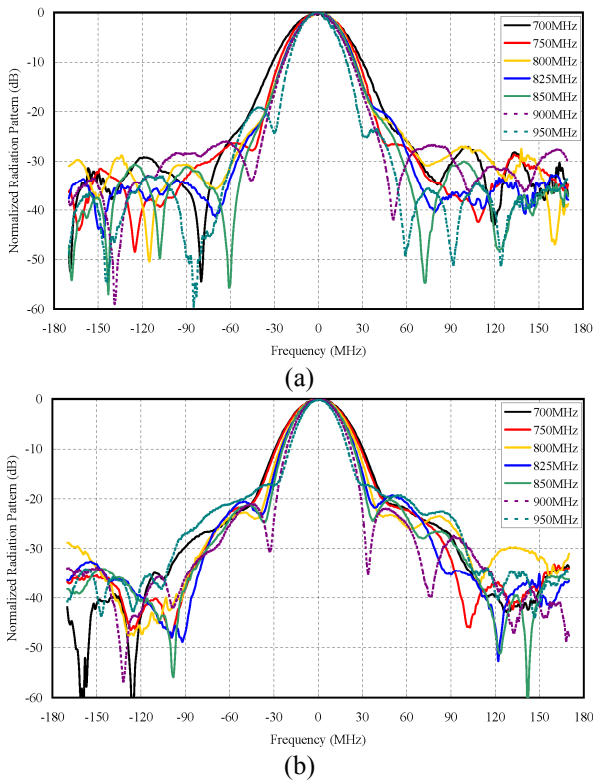 0
-10
-20
-30
-40
-50
-60
Normalized Radiation Pattern (dB)
700MHz
750MHz
800MHz
825MHz
850MHz
900MHz
950MHz
-180 -150 -120 -90 -60 -30 0 30 60 90 120 150 180
Frequency (MHz)
(a)
0
-10
-20
-30
-40
-50
-60
Normalized Radiation Pattern (dB)
700MHz
750MHz
800MHz
825MHz
850MHz
900MHz
950MHz
-180 -150 -120 -90 -60 -30 0 30 60 90 120 150 180
Frequency (MHz)
(b)